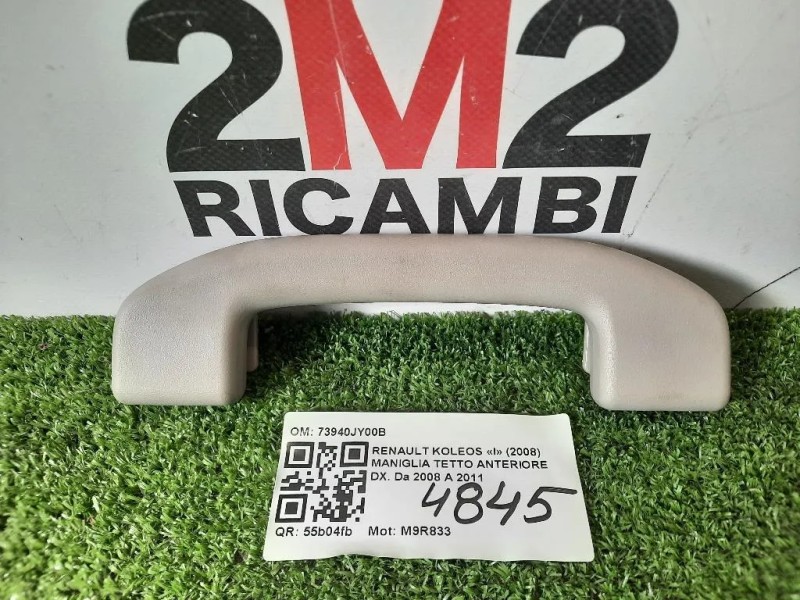 2M2
RICAMBI
OM: 73940JY00B
RENAULT KOLEOS «I» (2008)
MANIGLIA TETTO ANTERIORE
DX. Da 2008 A 2011
4845
QR: 55b04fb Mot: M9R833